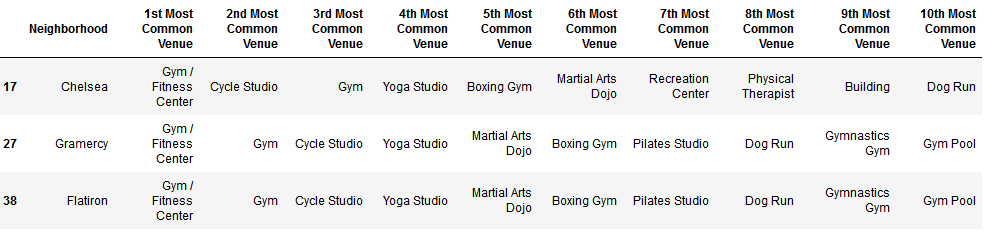 Neighborhood 1st Most Common Venue 2nd Most Common Venue 3rd Most Common Venue 4th Most Common Venue 5th Most Common Venue 6th Most Common Venue 7th Most Common Venue 8th Most Common Venue 9th Most Common Venue 10th Most Common Venue
17 Chelsea Gym / Fitness Center Cycle Studio Gym Yoga Studio Boxing Gym Martial Arts Dojo Recreation Center Physical Therapist Building Dog Run
27 Gramercy Gym / Fitness Center Gym Cycle Studio Yoga Studio Martial Arts Dojo Boxing Gym Pilates Studio Dog Run Gymnastics Gym Gym Pool
38 Flatiron Gym / Fitness Center Gym Cycle Studio Yoga Studio Martial Arts Dojo Boxing Gym Pilates Studio Dog Run Gymnastics Gym Gym Pool